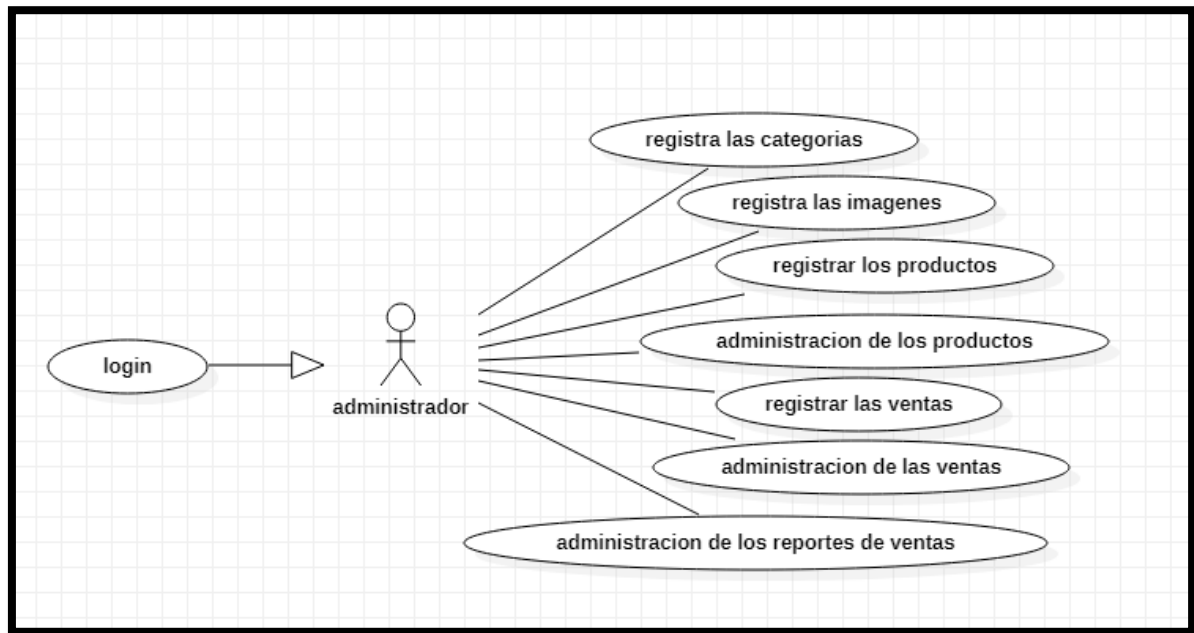 registra las categorias
registra las imagenes
registrar los productos
administracion de los productos
login
administrador
registrar las ventas
administracion de las ventas
administracion de los reportes de ventas